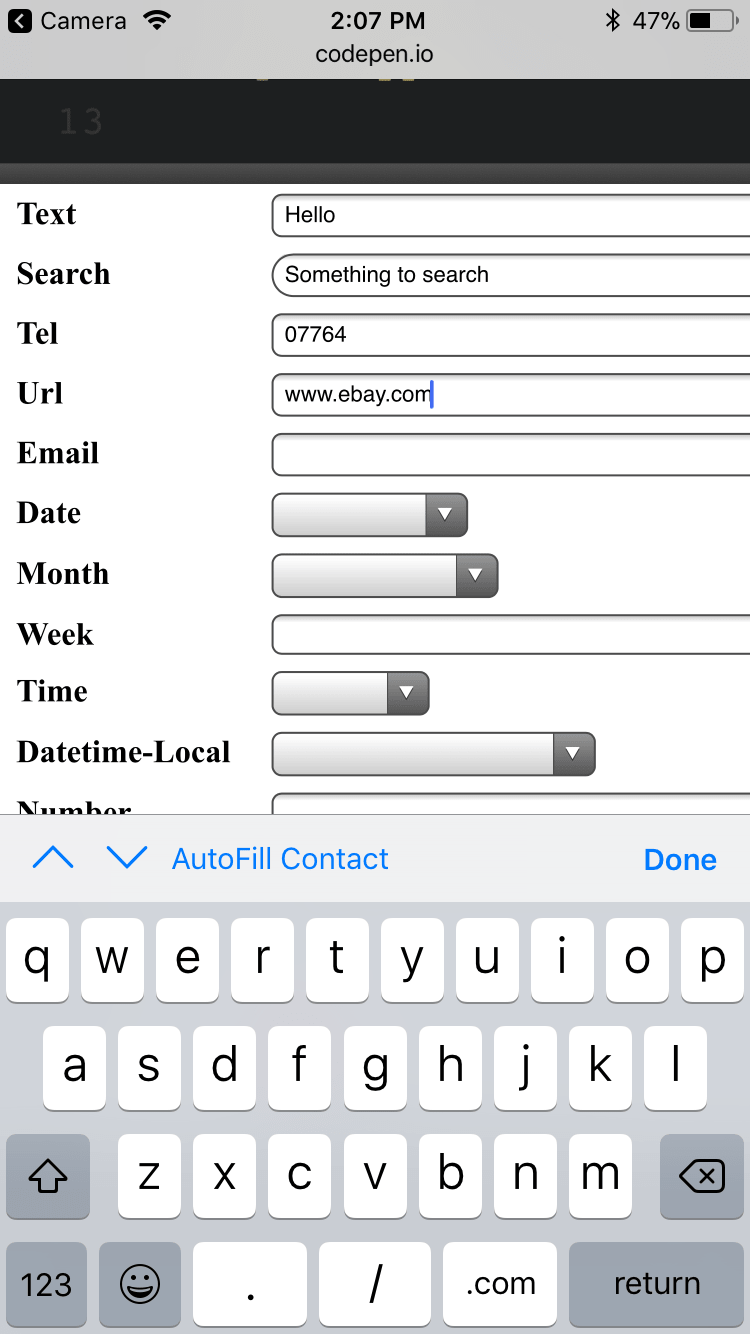 Camera 2:07 PM 47%
codepen.io
13
Text Hello
Search Something to search
Tel 07764
Url www.ebay.com
Email
Date
Month
Week
Time
Datetime-Local
Number
AutoFill Contact Done
q w e r t y u i o p
a s d f g h j k l
z x c v b n m
123 . / .com return